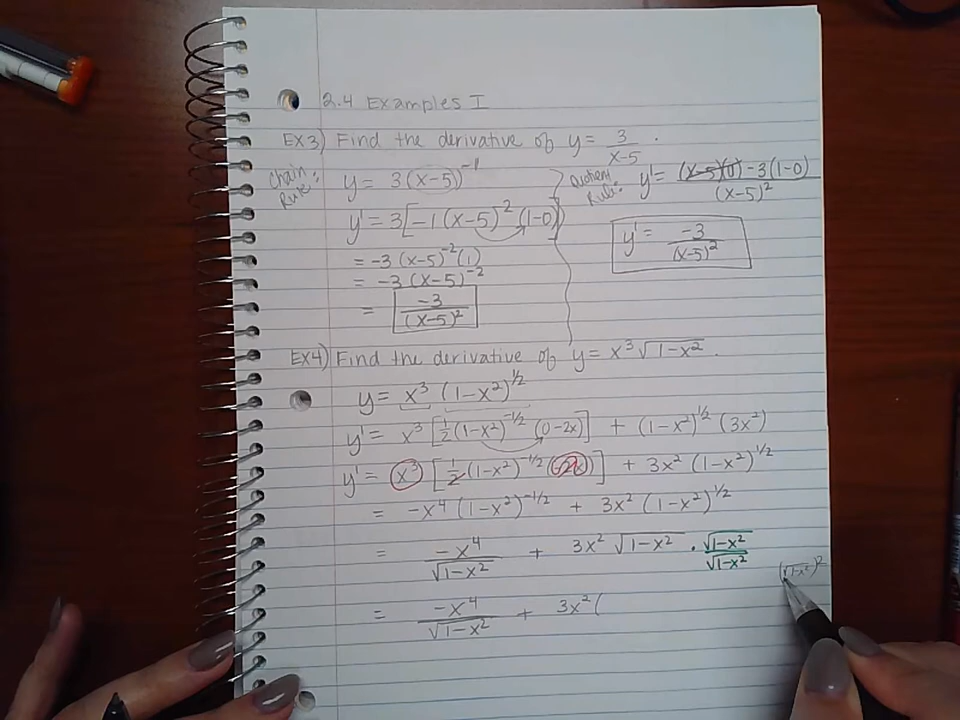 2.4 Examples I
EX3) Find the derivative of y = 3/(x-5).
Chain Rule: y = 3(x-5)^-1
y' = 3[-1(x-5)^2 (1-0)]
= -3(x-5)^-2(1)
= -3(x-5)^-2
= -3/(x-5)^2
Quotient Rule: y' = ((x-5)(0) - 3(1-0))/(x-5)^2
y' = -3/(x-5)^2
EX4) Find the derivative of y = x^3 √(1-x^2).
y = x^3 (1-x^2)^1/2
y' = x^3 [1/2(1-x^2)^-1/2 (0-2x)] + (1-x^2)^1/2 (3x^2)
y' = x^3 [1/2(1-x^2)^-1/2(-2x)] + 3x^2 (1-x^2)^1/2
= -x^4 (1-x^2)^-1/2 + 3x^2 (1-x^2)^1/2
= -x^4/√(1-x^2) + 3x^2 √(1-x^2) · √(1-x^2)/√(1-x^2)
(√(1-x^2))^2
= -x^4/√(1-x^2) + 3x^2(